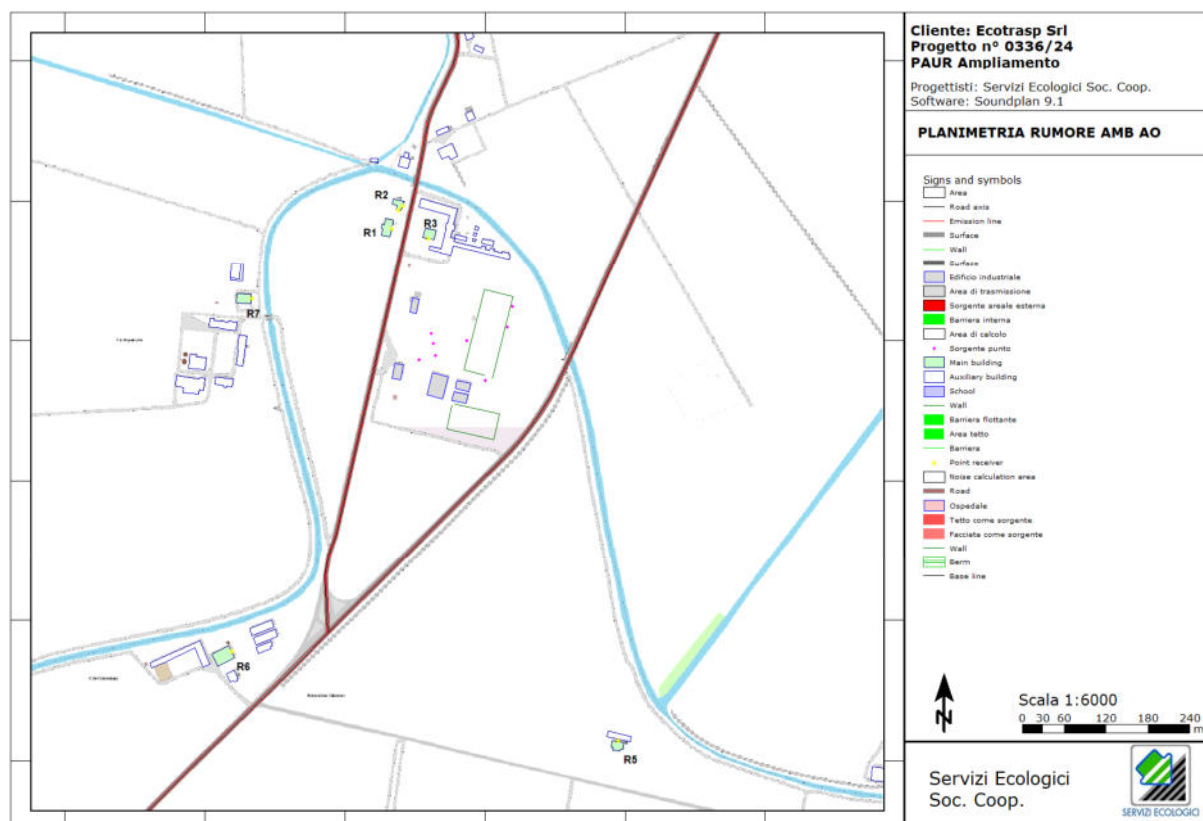 Cliente: Ecotrasp Srl
Progetto n° 0336/24
PAUR Ampliamento
Progettisti: Servizi Ecologici Soc. Coop.
Software: Soundplan 9.1
PLANIMETRIA RUMORE AMB AO
Signs and symbols
Area
Road axis
Emission line
Surface
Wall
Surface
Edificio industriale
Area di trasmissione
Sorgente areale esterna
Barriera interna
Area di calcolo
Sorgente punto
Main building
Auxiliary building
School
Wall
Barriera flottante
Area tetto
Barriera
Point receiver
Noise calculation area
Road
Ospedale
Tetto come sorgente
Facciata come sorgente
Wall
Berm
Base line
R2
R1
R3
R7
R6
R5
N
Scala 1:6000
0 30 60 120 180 240
m
Servizi Ecologici
Soc. Coop.
SERVIZI ECOLOGICI